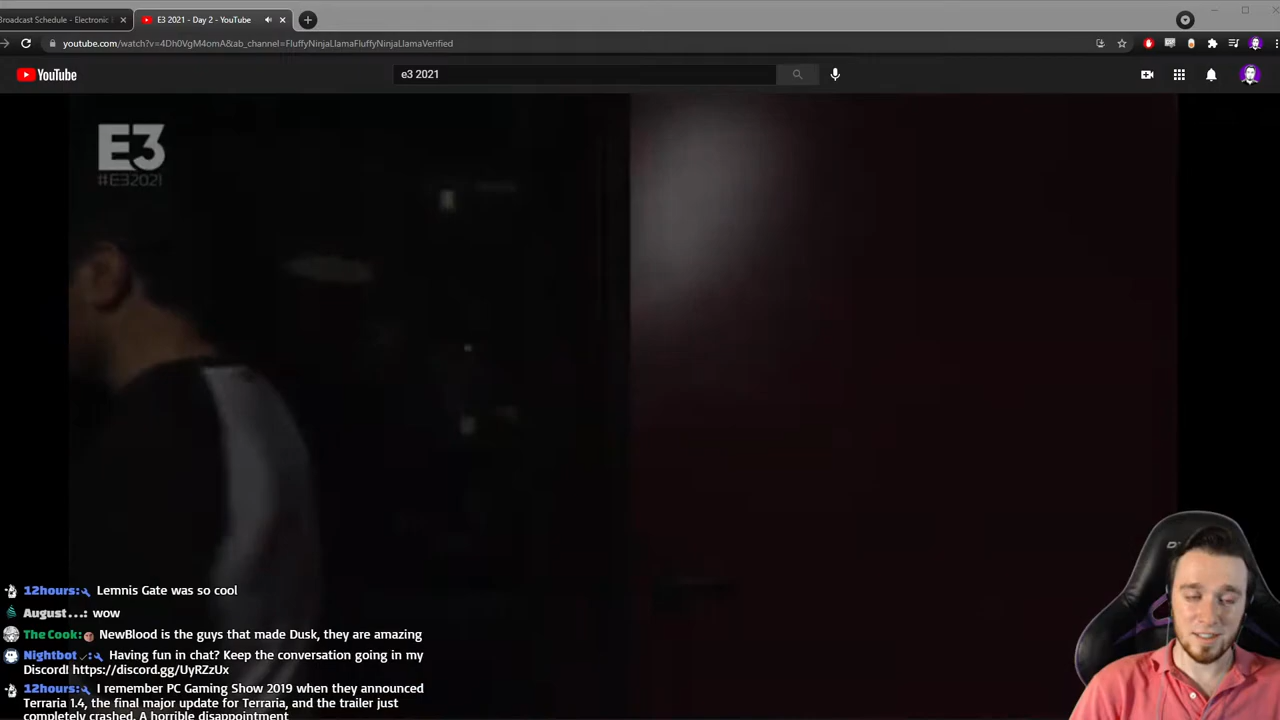 Broadcast Schedule - Electronic
E3 2021 - Day 2 - YouTube
youtube.com/watch?v=4Dh0VgM4omA&ab_channel=FluffyNinjaLlamaFluffyNinjaLlamaVerified
YouTube
e3 2021
E3
#E32021
12hours: Lemnis Gate was so cool
August ...: wow
The Cook: NewBlood is the guys that made Dusk, they are amazing
Nightbot: Having fun in chat? Keep the conversation going in my
Discord! https://discord.gg/UyRZzUx
12hours: I remember PC Gaming Show 2019 when they announced
Terraria 1.4, the final major update for Terraria, and the trailer just
completely crashed. A horrible disappointment